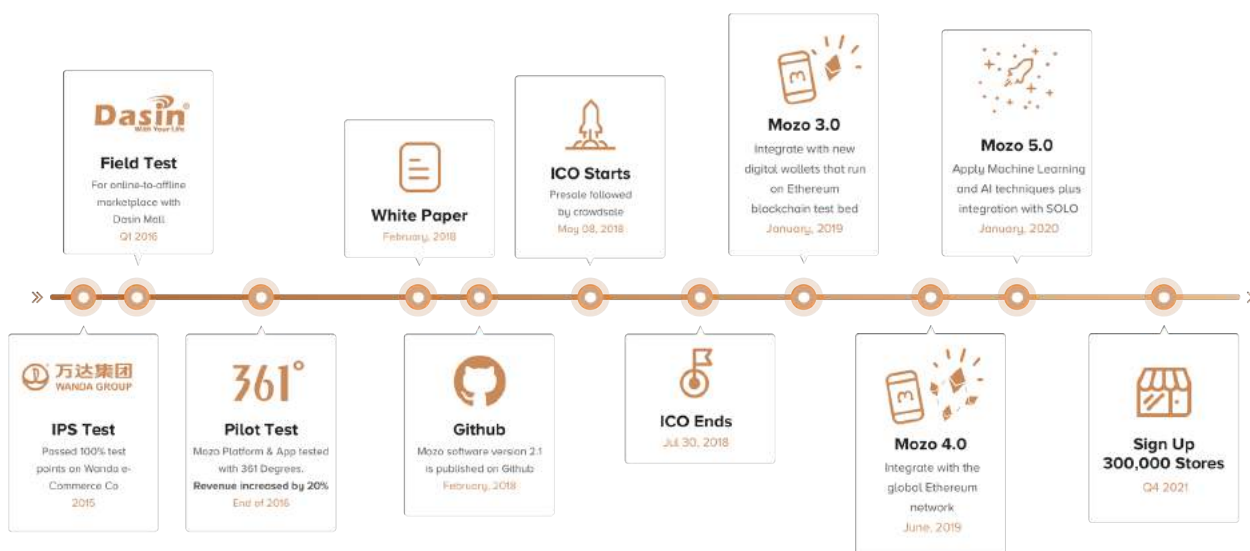 Dasin®
With Your Life
Field Test
For online-to-offline
marketplace with
Dasin Mall.
Q1 2016
White Paper
February, 2018
ICO Starts
Presale followed
by crowdsale
May 08, 2018
3
Mozo 3.0
Integrate with new
digital wallets that run
on Ethereum
blockchain test bed
January, 2019
Mozo 5.0
Apply Machine Learning
and AI techniques plus
integration with SOLO
January, 2020
万达集团
WANDA GROUP
IPS Test
Passed 100% test
points on Wanda e-
Commerce Co
2015
361°
Pilot Test
Mozo Platform & App tested
with 361 Degrees.
Revenue increased by 20%
End of 2016
Github
Mozo software version 2.1
is published on Github
February, 2018
ICO Ends
Jul 30, 2018
3
Mozo 4.0
Integrate with the
global Ethereum
network
June, 2019
Sign Up
300,000 Stores
Q4 2021